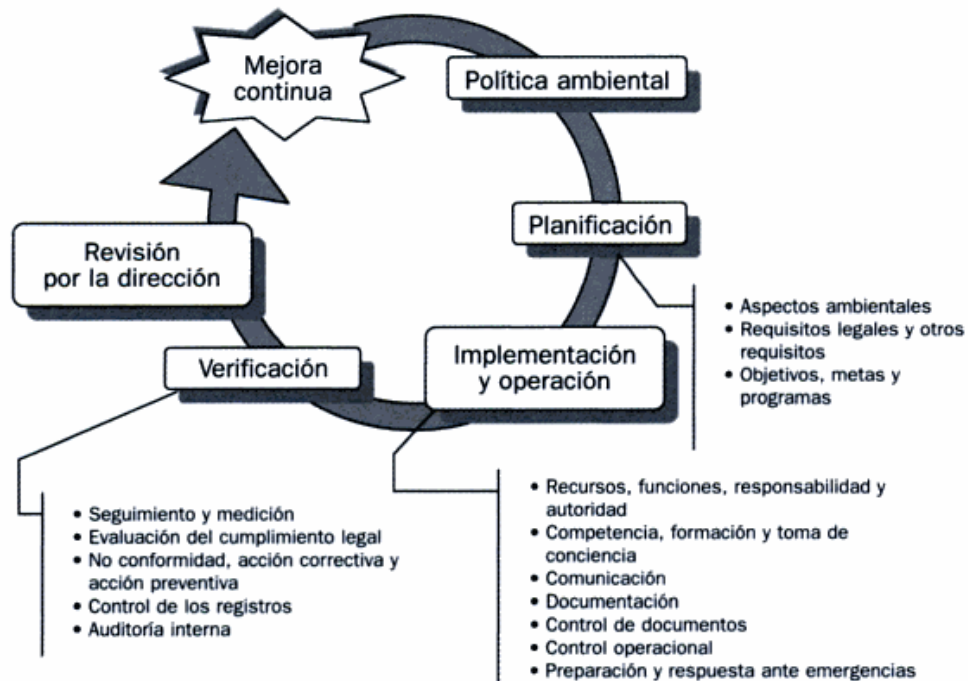 Mejora
continua
Política ambiental
Planificación
• Aspectos ambientales
• Requisitos legales y otros
requisitos
• Objetivos, metas y
programas
Implementación
y operación
• Recursos, funciones, responsabilidad y
autoridad
• Competencia, formación y toma de
conciencia
• Comunicación
• Documentación
• Control de documentos
• Control operacional
• Preparación y respuesta ante emergencias
Verificación
• Seguimiento y medición
• Evaluación del cumplimiento legal
• No conformidad, acción correctiva y
acción preventiva
• Control de los registros
• Auditoría interna
Revisión
por la dirección